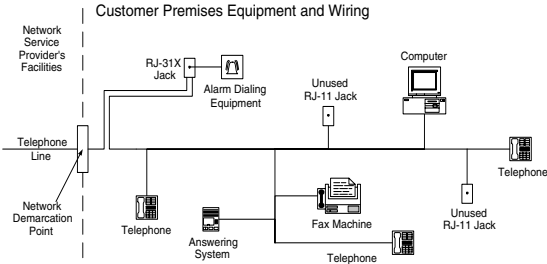 Customer Premises Equipment and Wiring
Network
Service
Provider's
Facilities
RJ-31X
Jack
Alarm Dialing
Equipment
Unused
RJ-11 Jack
Computer
Telephone
Line
Telephone
Network
Demarcation
Point
Telephone
Answering
System
Fax Machine
Unused
RJ-11 Jack
Telephone